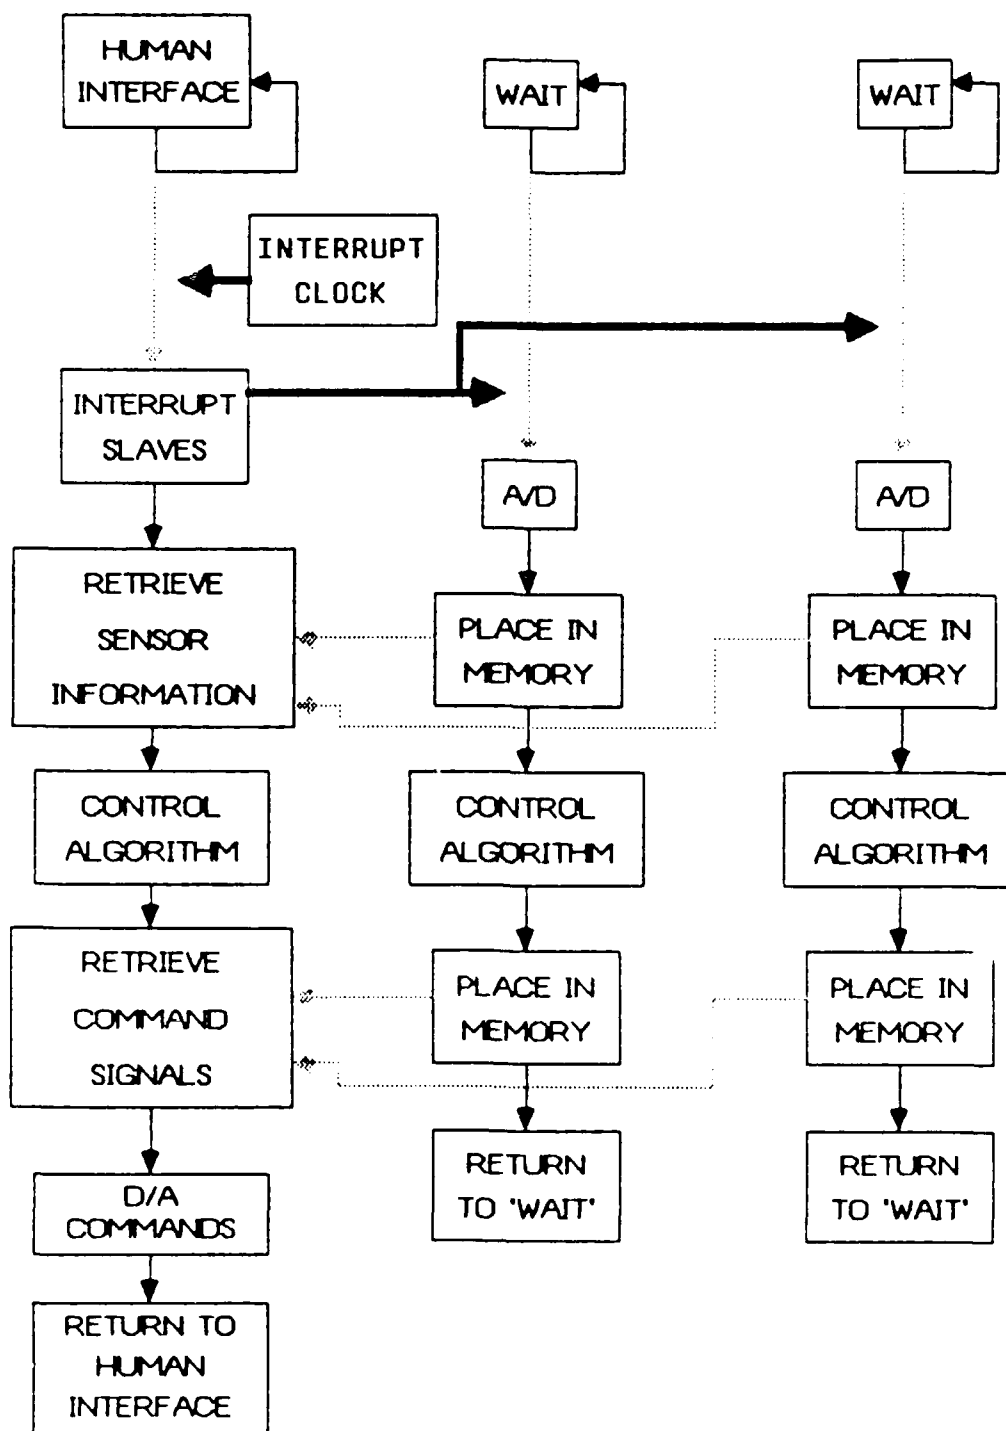 HUMAN
INTERFACE
WAIT
WAIT
INTERRUPT
CLOCK
INTERRUPT
SLAVES
A/D
A/D
RETRIEVE
SENSOR
INFORMATION
PLACE IN
MEMORY
PLACE IN
MEMORY
CONTROL
ALGORITHM
CONTROL
ALGORITHM
CONTROL
ALGORITHM
RETRIEVE
COMMAND
SIGNALS
PLACE IN
MEMORY
PLACE IN
MEMORY
D/A
COMMANDS
RETURN
TO 'WAIT'
RETURN
TO 'WAIT'
RETURN TO
HUMAN
INTERFACE